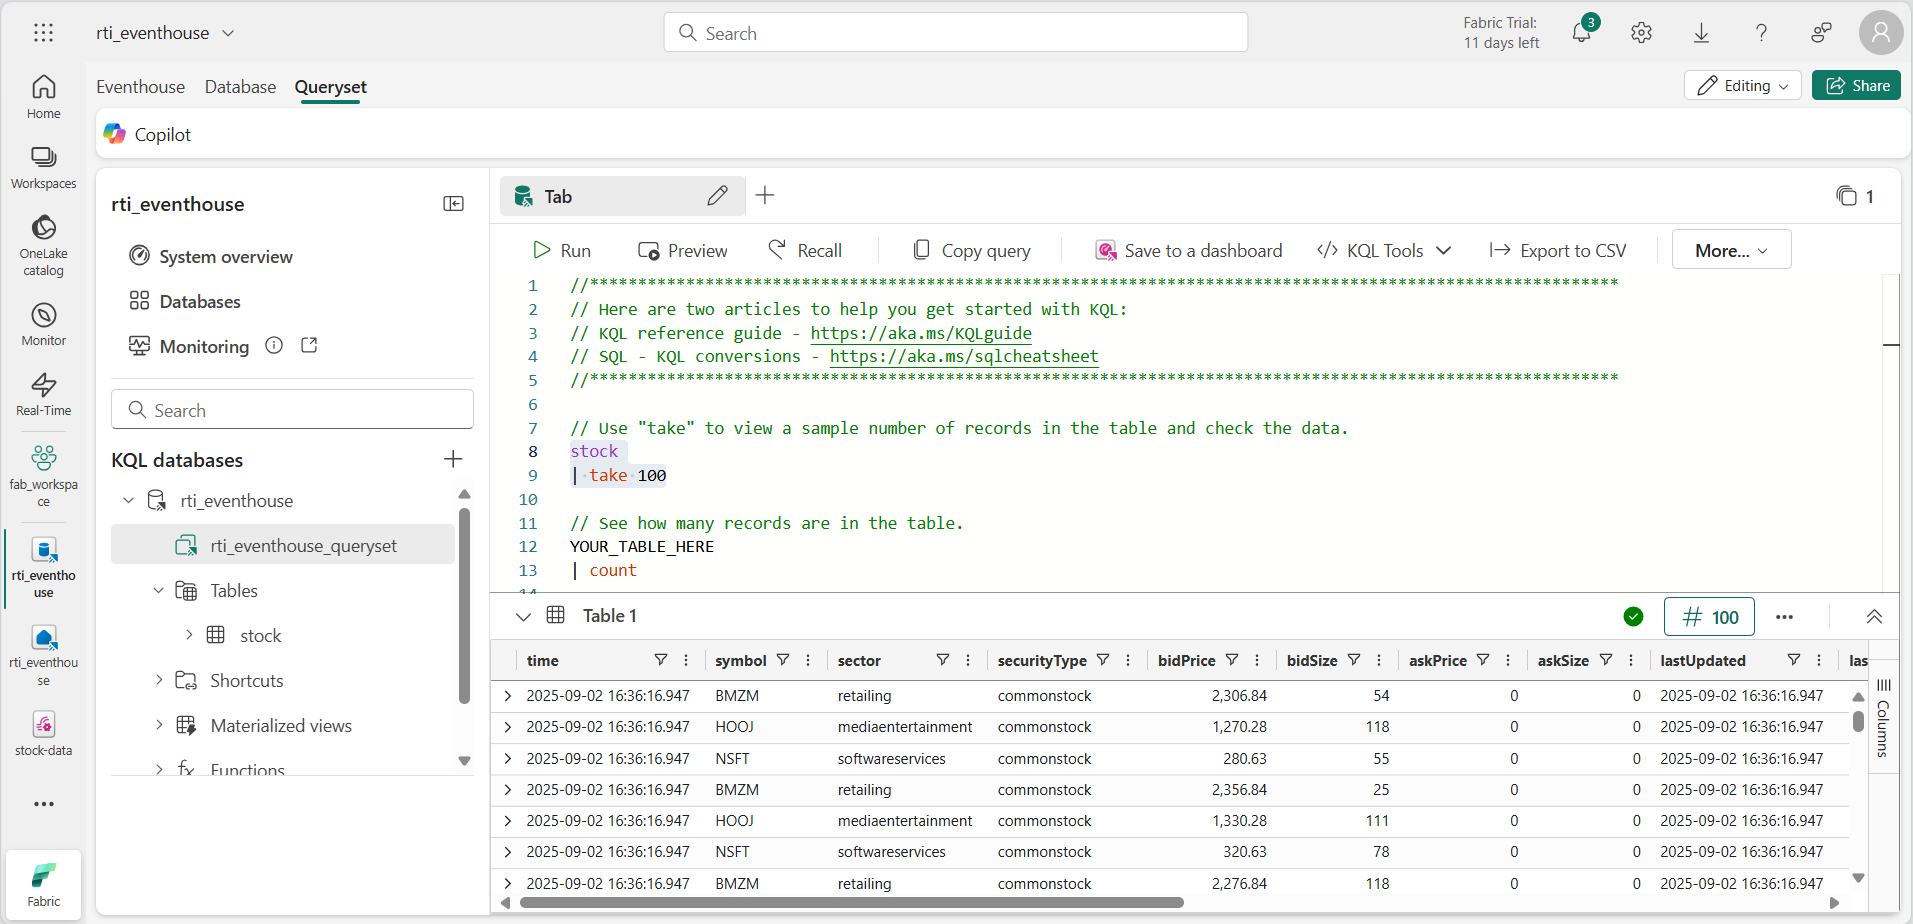 rti_eventhouse
Search
Fabric Trial:
11 days left
3
Home
Workspaces
OneLake
catalog
Monitor
Real-Time
fab_workspa
ce
rti_eventho
use
rti_eventhou
se
stock-data
Fabric
Eventhouse Database Queryset
Editing
Share
Copilot
rti_eventhouse
System overview
Databases
Monitoring
Search
KQL databases
rti_eventhouse
rti_eventhouse_queryset
Tables
stock
Shortcuts
Materialized views
Functions
Tab
1
Run Preview Recall Copy query Save to a dashboard KQL Tools Export to CSV More...
1 //***********************************************************************************************************
2 // Here are two articles to help you get started with KQL:
3 // KQL reference guide - https://aka.ms/KQLguide
4 // SQL - KQL conversions - https://aka.ms/sqlcheatsheet
5 //***********************************************************************************************************
6
7 // Use "take" to view a sample number of records in the table and check the data.
8 stock
9 | take 100
10
11 // See how many records are in the table.
12 YOUR_TABLE_HERE
13 | count
14
Table 1
# 100
time symbol sector securityType bidPrice bidSize askPrice askSize lastUpdated las
2025-09-02 16:36:16.947 BMZM retailing commonstock 2,306.84 54 0 0 2025-09-02 16:36:16.947
2025-09-02 16:36:16.947 HOOJ mediaentertainment commonstock 1,270.28 118 0 0 2025-09-02 16:36:16.947
2025-09-02 16:36:16.947 NSFT softwareservices commonstock 280.63 55 0 0 2025-09-02 16:36:16.947
2025-09-02 16:36:16.947 BMZM retailing commonstock 2,356.84 25 0 0 2025-09-02 16:36:16.947
2025-09-02 16:36:16.947 HOOJ mediaentertainment commonstock 1,330.28 111 0 0 2025-09-02 16:36:16.947
2025-09-02 16:36:16.947 NSFT softwareservices commonstock 320.63 78 0 0 2025-09-02 16:36:16.947
2025-09-02 16:36:16.947 BMZM retailing commonstock 2,276.84 118 0 0 2025-09-02 16:36:16.947
Columns